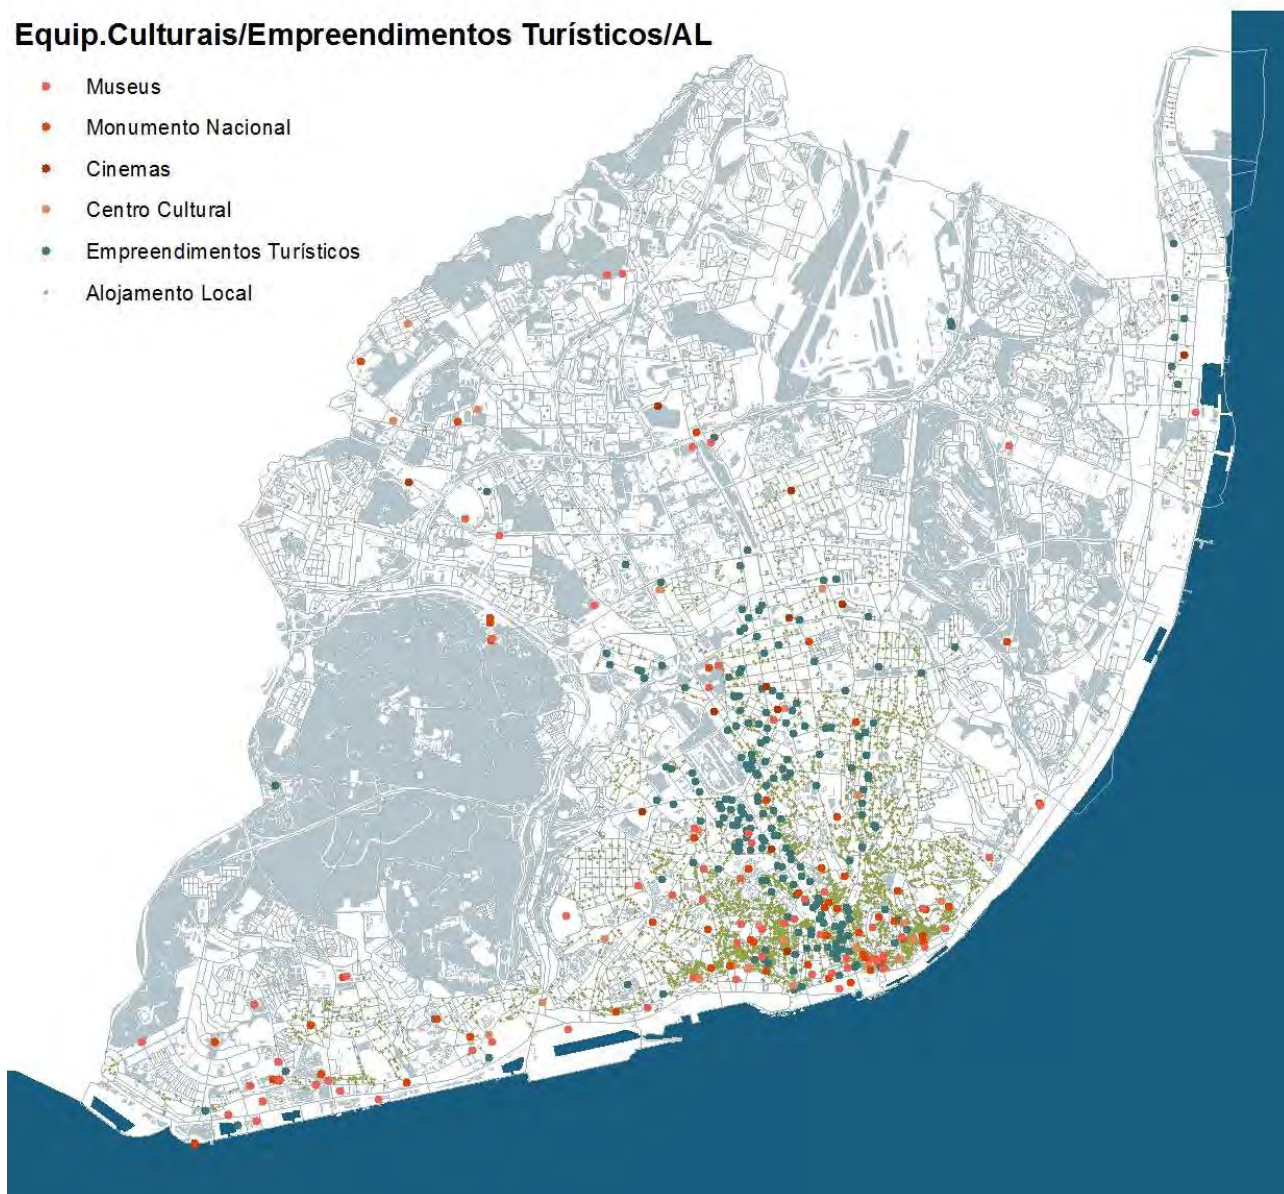 Equip.Culturais/Empreendimentos Turísticos/AL
Museus
Monumento Nacional
Cinemas
Centro Cultural
Empreendimentos Turísticos
Alojamento Local